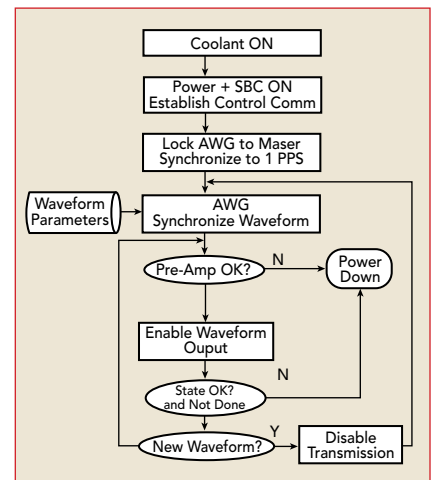 Coolant ON
Power + SBC ON
Establish Control Comm
Lock AWG to Maser
Synchronize to 1 PPS
Waveform
Parameters
AWG
Synchronize Waveform
Pre-Amp OK?
N
Power
Down
Enable Waveform
Ouput
N
State OK?
and Not Done
New Waveform?
Y
Disable
Transmission